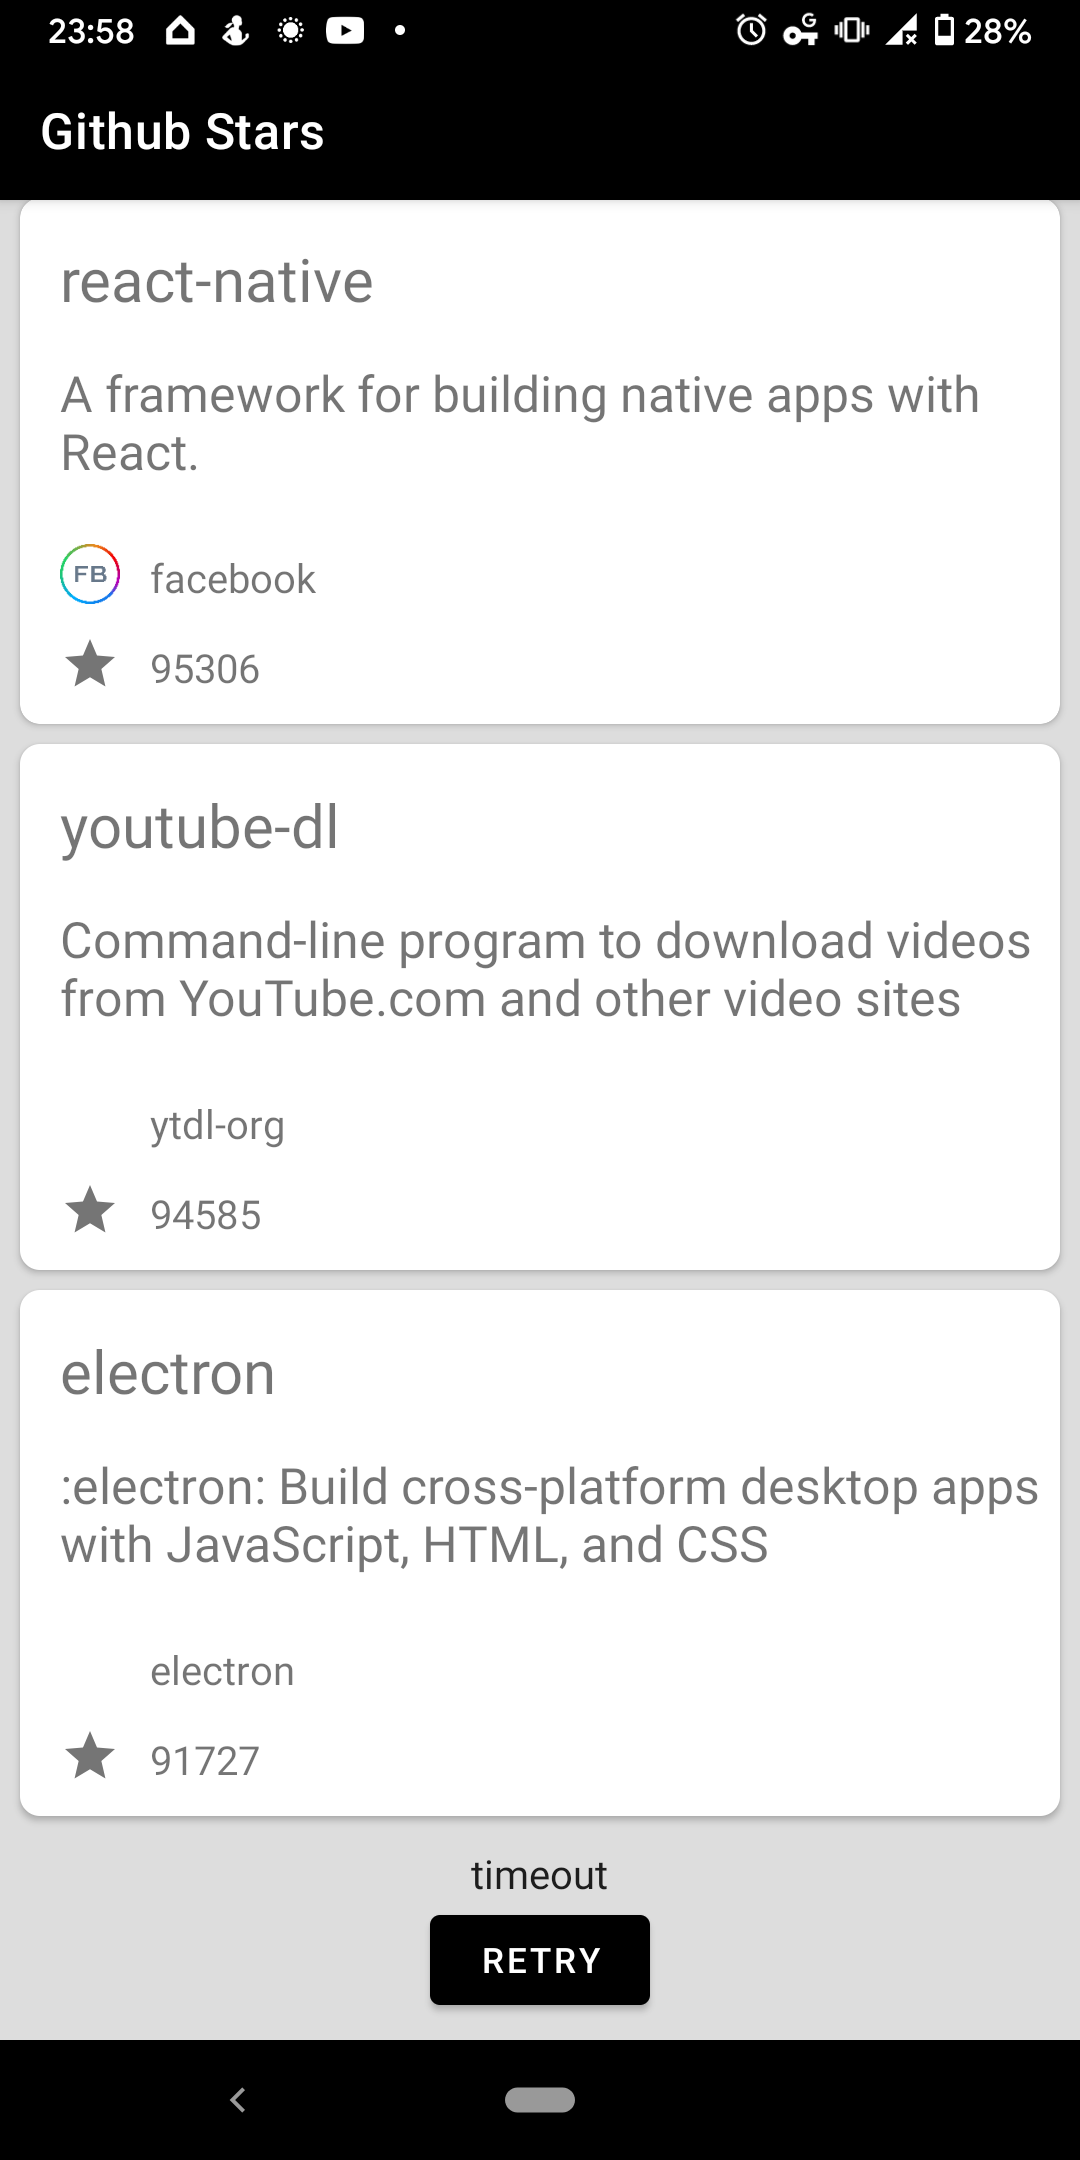 23:58 G 28%
Github Stars
react-native
A framework for building native apps with
React.
FB facebook
95306
youtube-dl
Command-line program to download videos
from YouTube.com and other video sites
ytdl-org
94585
electron
:electron: Build cross-platform desktop apps
with JavaScript, HTML, and CSS
electron
91727
timeout
RETRY